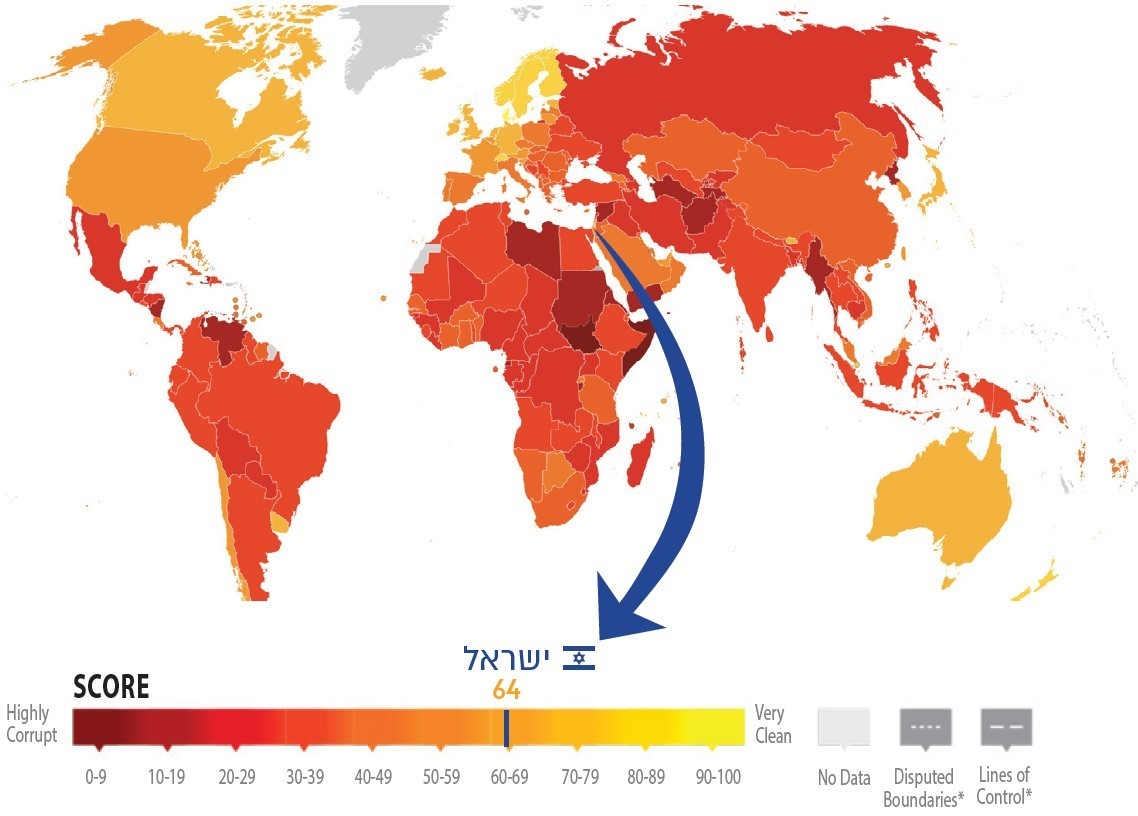 ישראל
64
SCORE
Highly
Corrupt
0-9
10-19
20-29
30-39
40-49
50-59
60-69
70-79
80-89
90-100
Very
Clean
No Data
Disputed
Boundaries*
Lines of
Control*